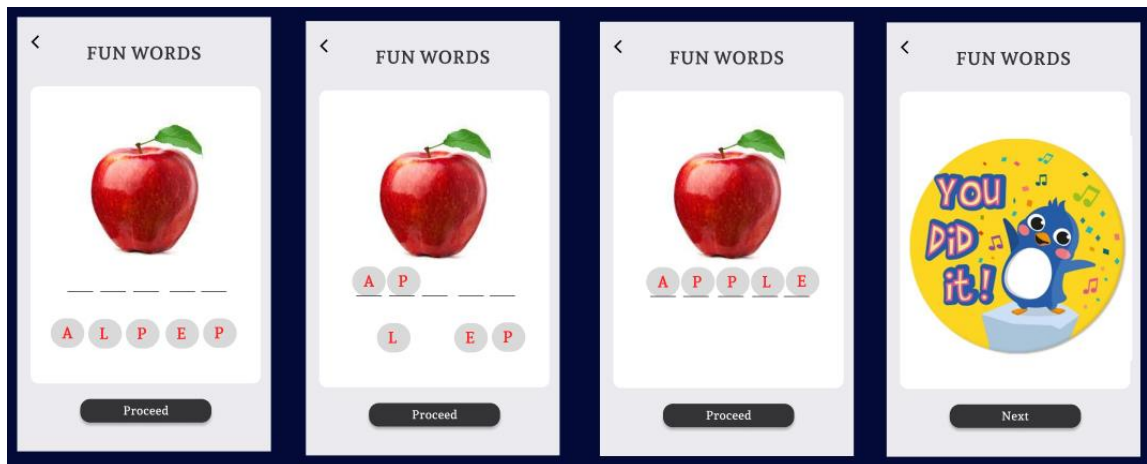 FUN WORDS
A L P E P
Proceed
FUN WORDS
A P
L E P
Proceed
FUN WORDS
A P P L E
Proceed
FUN WORDS
YOU
DiD
it!
Next